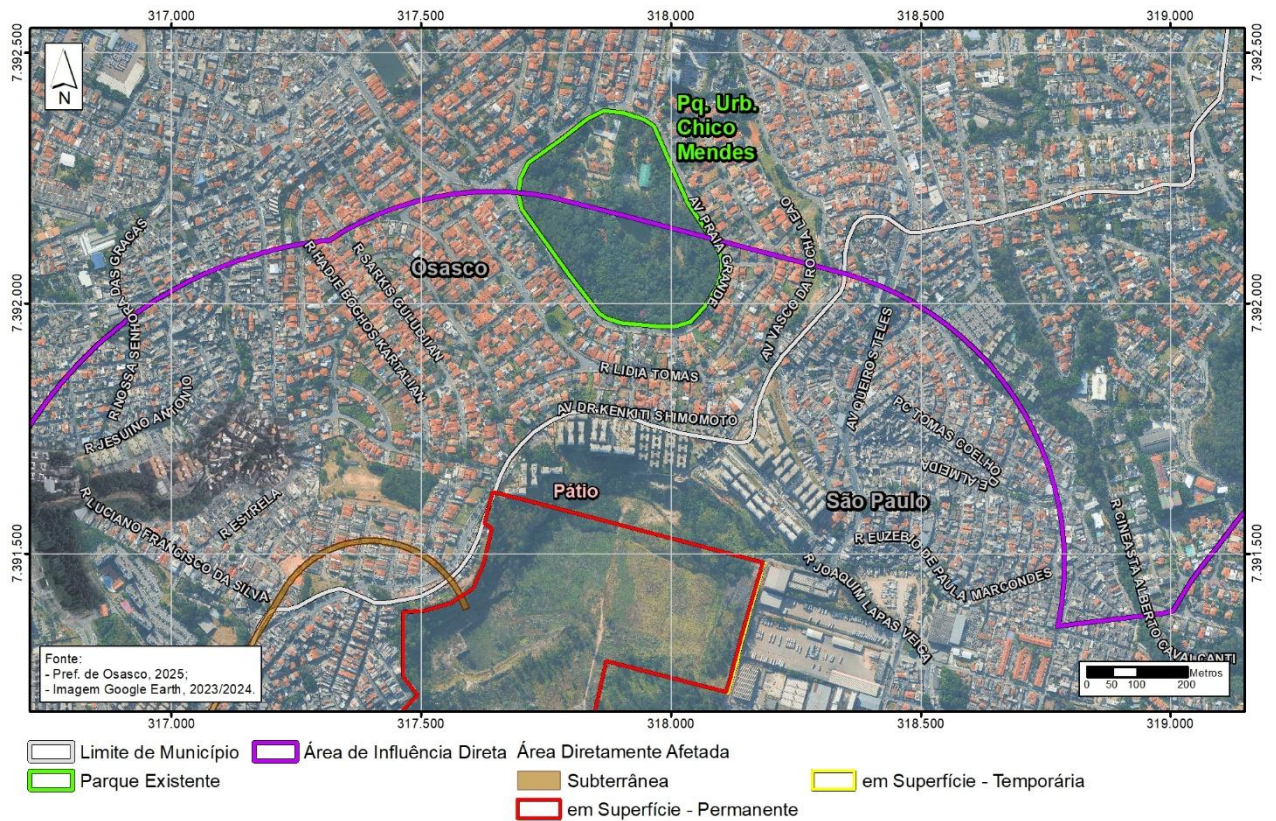 317.000 317.500 318.000 318.500 319.000
7.392.500 7.392.500
N
Pq. Urb.
Chico
Mendes
AV PRAIA GRANDE
AV VASCO DA ROCHA LEAO
R NOSSA SENHORA DAS GRACAS
R HADJE BOGHOS KARITALIAN
R SARKIS GULUDJIAN
Osasco
7.392.000 7.392.000
AV QUEIROS TELES
R LIDIA TOMAS
R JESUINO ANTONIO
AV DR KENKITI SHIMOMOTO
PC TOMAS COELHO
DE ALMEIDA
Pátio
São Paulo
R LUCIANO FRANCISCO DA SILVA
R ESTRELA
7.391.500 7.391.500
R EUZEBIO DE PAULA MARCONDES
R JOAQUIM LAPAS VEIGA
R CINEASTA ALBERTO CAVALCANTI
Fonte:
- Pref. de Osasco, 2025;
- Imagem Google Earth, 2023/2024.
Metros
0 50 100 200
317.000 317.500 318.000 318.500 319.000
Limite de Município Área de Influência Direta Área Diretamente Afetada
Parque Existente Subterrânea em Superfície - Temporária
em Superfície - Permanente